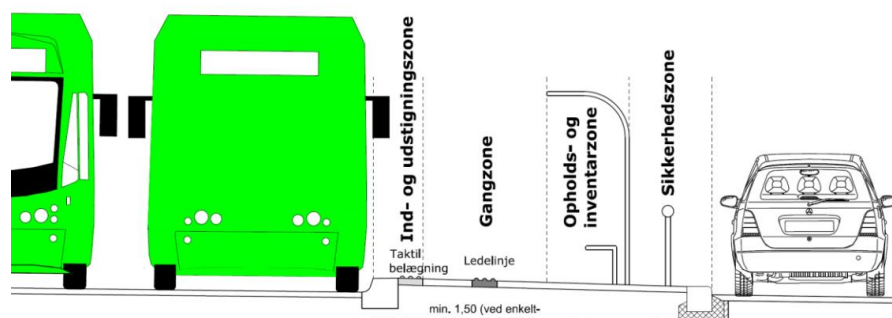 Ind- og udstigningszone
Gangzone
Opholds- og
inventarzone
Sikkerhedszone
Taktil
belægning
Ledelinje
min. 1,50 (ved enkelt-